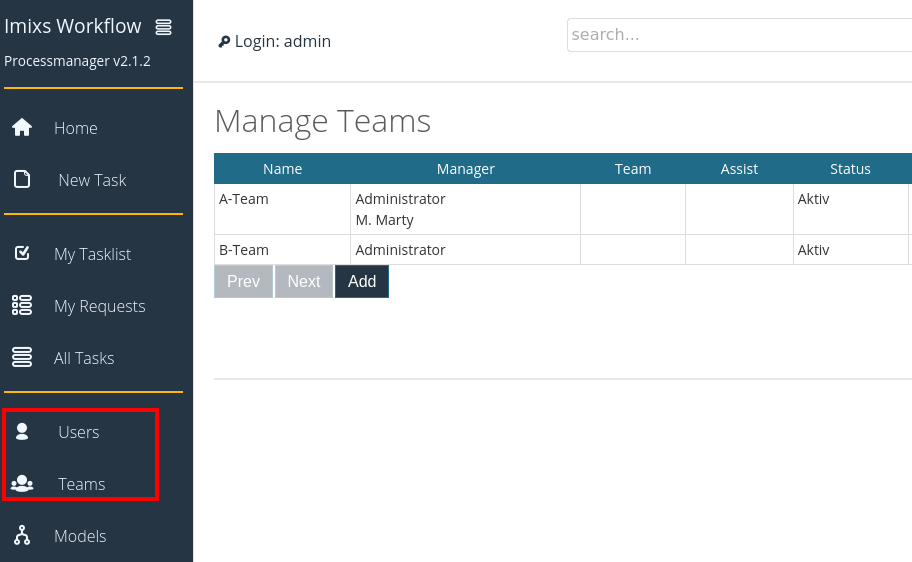 Imixs Workflow
Processmanager v2.1.2
Home
New Task
My Tasklist
My Requests
All Tasks
Users
Teams
Models
Login: admin
search...
Manage Teams
Name Manager Team Assist Status
A-Team Administrator Aktiv
M. Marty
B-Team Administrator Aktiv
Prev Next Add